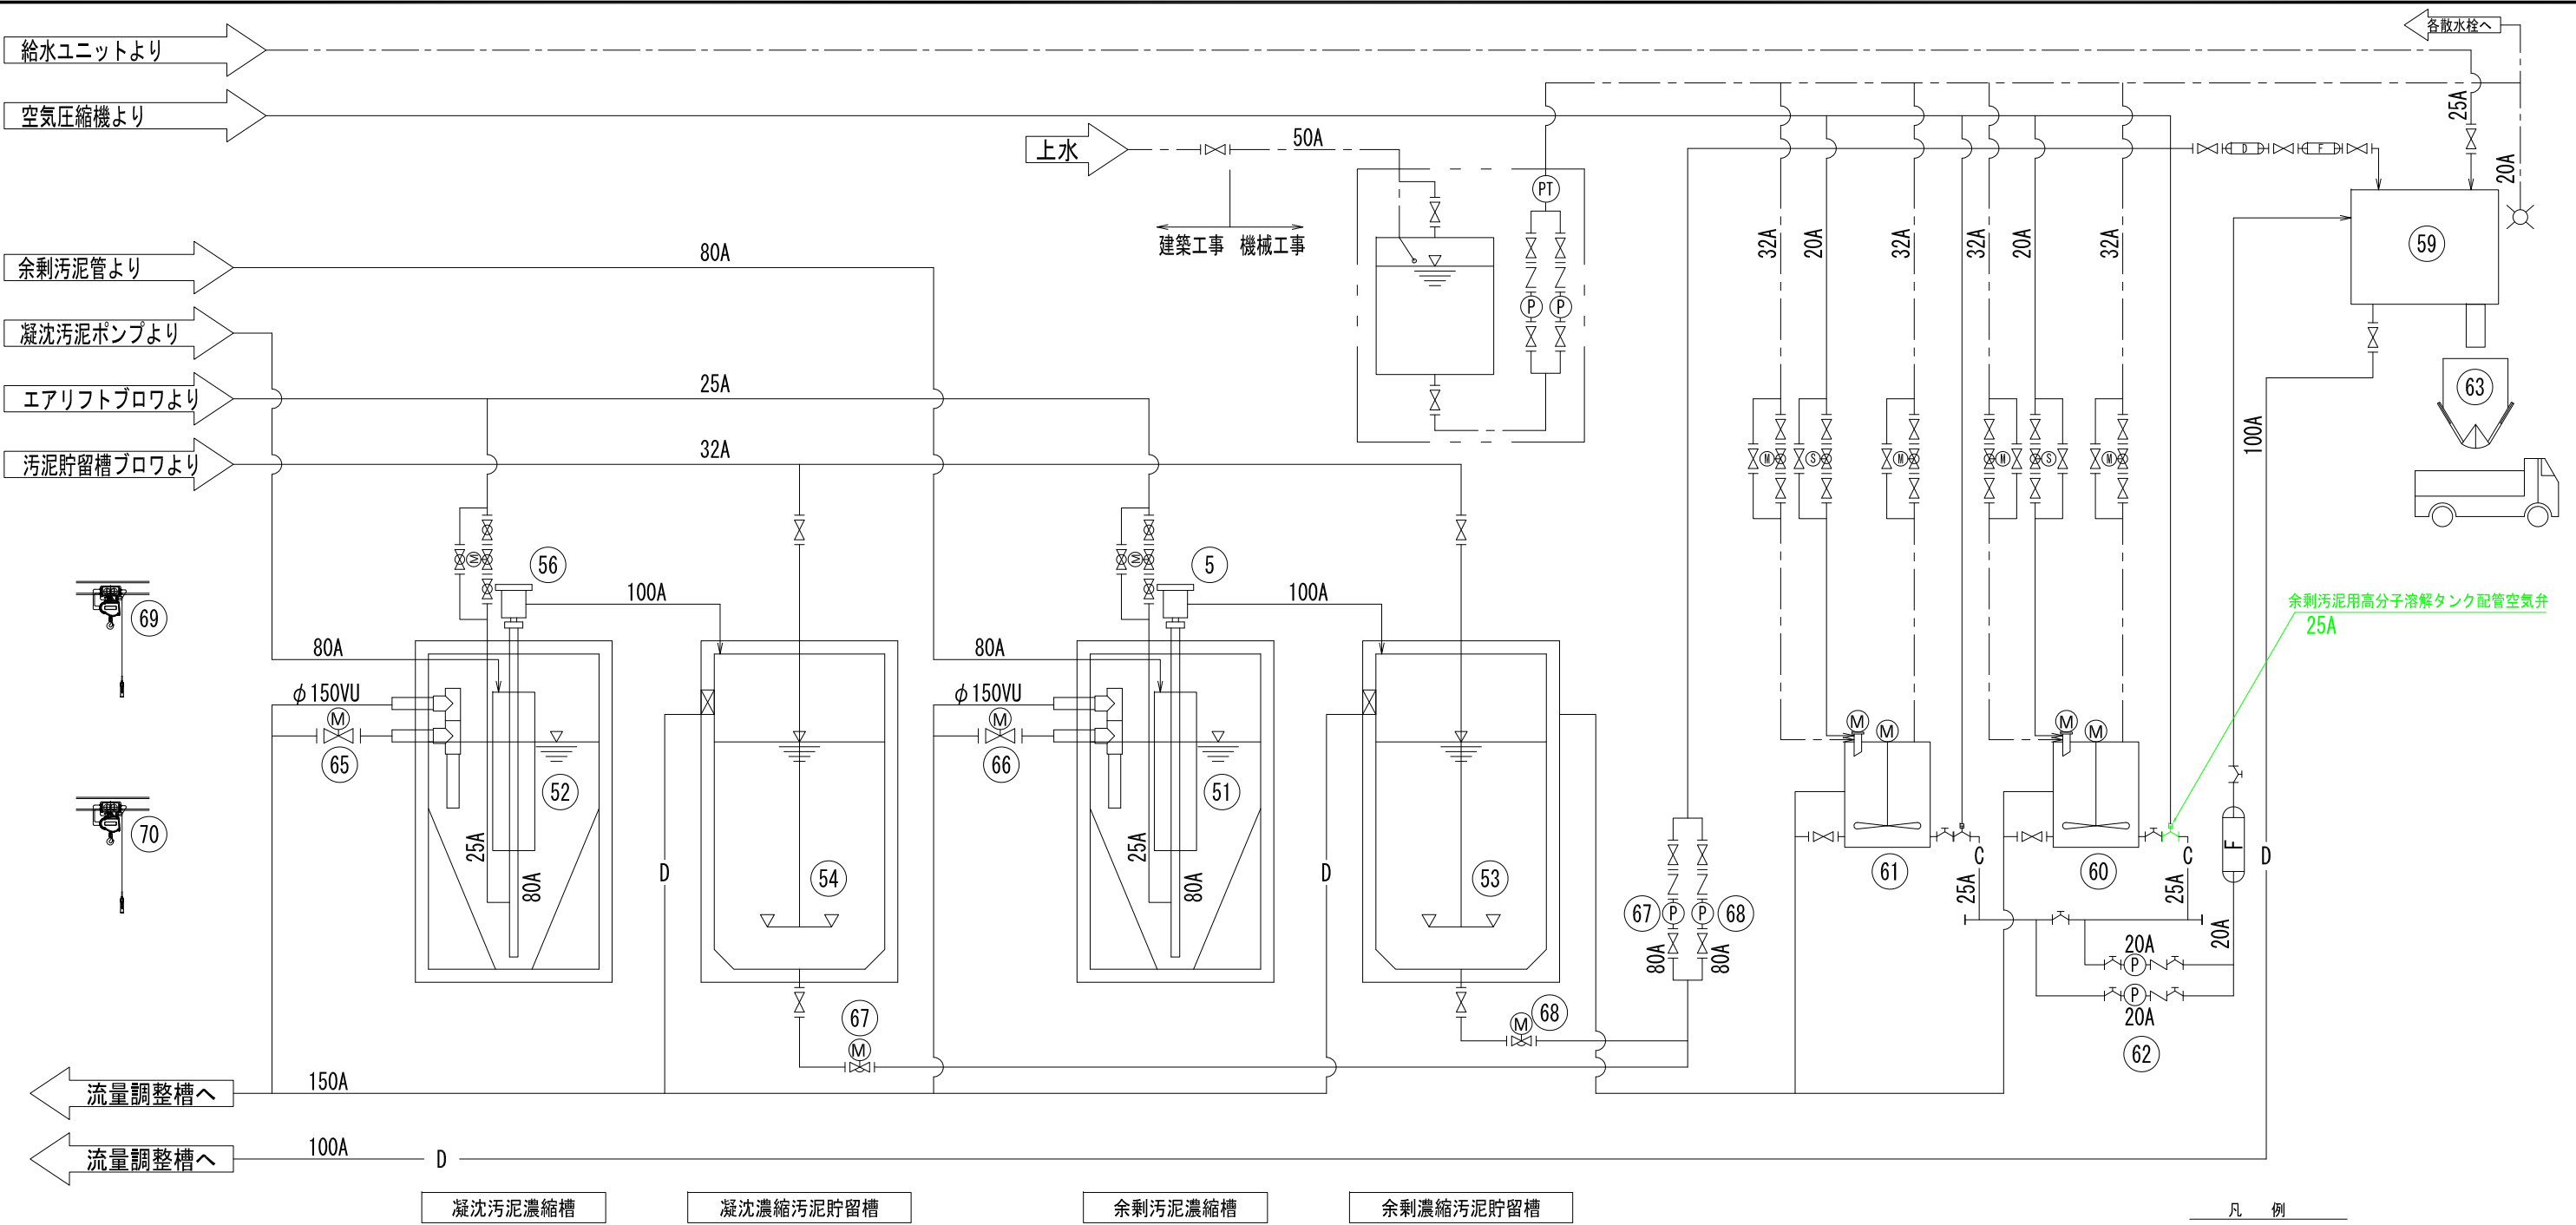 給水ユニットより
各散水栓へ
空気圧縮機より
25A
上水
50A
D
F
20A
PT
建築工事 機械工事
余剰汚泥管より
80A
32A
20A
32A
32A
20A
32A
59
P
P
凝沈汚泥ポンプより
エアリフトブロワより
25A
63
汚泥貯留槽ブロワより
32A
100A
M
S
M
M
S
M
M
56
M
5
69
100A
100A
余剰汚泥用高分子溶解タンク配管空気弁
25A
80A
80A
φ150VU
φ150VU
M
M
M
M
M
M
65
52
66
51
70
25A
80A
D
54
25A
80A
D
53
61
C
25A
60
C
25A
F
D
67
P
P
68
80A
80A
20A
20A
P
P
20A
62
67
M
68
M
流量調整槽へ
150A
流量調整槽へ
100A
D
凝沈汚泥濃縮槽
凝沈濃縮汚泥貯留槽
余剰汚泥濃縮槽
余剰濃縮汚泥貯留槽
凡 例